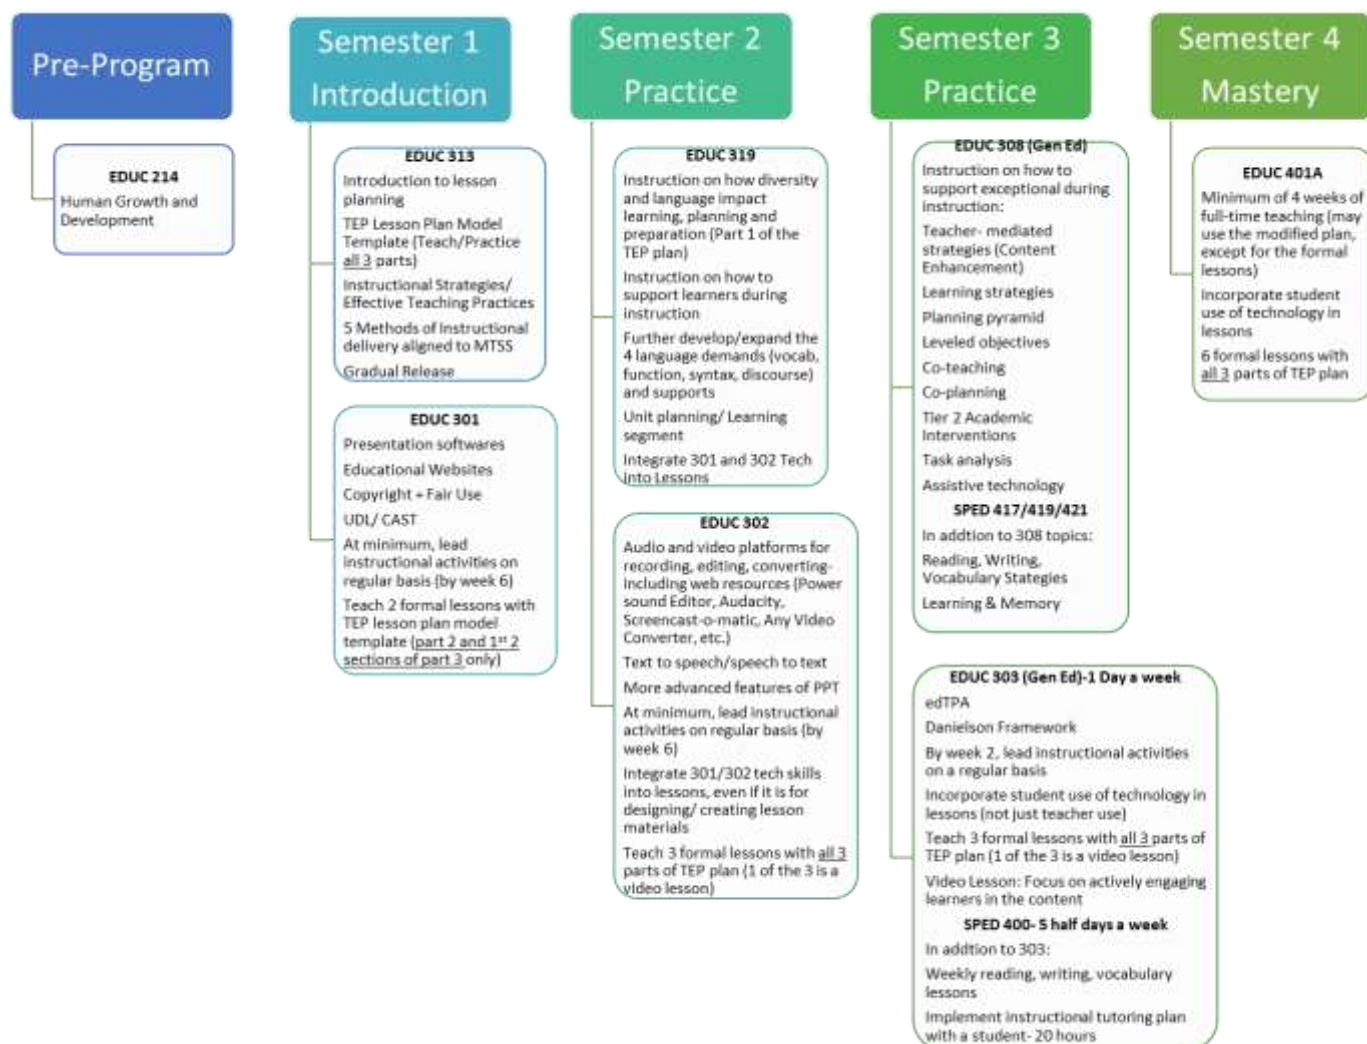 Pre-Program
EDUC 214
Human Growth and
Development
Semester 1
Introduction
EDUC 313
Introduction to lesson
planning
TEP Lesson Plan Model
Template (Teach/Practice
all 3 parts)
Instructional Strategies/
Effective Teaching Practices
5 Methods of Instructional
delivery aligned to MTSS
Gradual Release
EDUC 301
Presentation softwares
Educational Websites
Copyright + Fair Use
UDL/ CAST
At minimum, lead
instructional activities on
regular basis (by week 6)
Teach 2 formal lessons with
TEP lesson plan model
template (part 2 and 1st 2
sections of part 3 only)
Semester 2
Practice
EDUC 319
Instruction on how diversity
and language impact
learning, planning and
preparation (Part 1 of the
TEP plan)
Instruction on how to
support learners during
instruction
Further develop/expand the
4 language demands (vocab,
function, syntax, discourse)
and supports
Unit planning/ Learning
segment
Integrate 301 and 302 Tech
into Lessons
EDUC 302
Audio and video platforms for
recording, editing, converting-
including web resources (Power
sound Editor, Audacity,
Screencast-o-matic, Any Video
Converter, etc.)
Text to speech/speech to text
More advanced features of PPT
At minimum, lead instructional
activities on regular basis (by
week 6)
Integrate 301/302 tech skills
into lessons, even if it is for
designing/ creating lesson
materials
Teach 3 formal lessons with all 3
parts of TEP plan (1 of the 3 is a
video lesson)
Semester 3
Practice
EDUC 308 (Gen Ed)
Instruction on how to
support exceptional during
instruction:
Teacher- mediated
strategies (Content
Enhancement)
Learning strategies
Planning pyramid
Leveled objectives
Co-teaching
Co-planning
Tier 2 Academic
Interventions
Task analysis
Assistive technology
SPED 417/419/421
In addtion to 308 topics:
Reading, Writing,
Vocabulary Stategies
Learning & Memory
EDUC 303 (Gen Ed)-1 Day a week
edTPA
Danielson Framework
By week 2, lead instructional activities
on a regular basis
Incorporate student use of technology in
lessons (not just teacher use)
Teach 3 formal lessons with all 3 parts of
TEP plan (1 of the 3 is a video lesson)
Video Lesson: Focus on actively engaging
learners in the content
SPED 400- 5 half days a week
In addtion to 303:
Weekly reading, writing, vocabulary
lessons
Implement instructional tutoring plan
with a student- 20 hours
Semester 4
Mastery
EDUC 401A
Minimum of 4 weeks of
full-time teaching (may
use the modified plan,
except for the formal
lessons)
Incorporate student
use of technology in
lessons
6 formal lessons with
all 3 parts of TEP plan